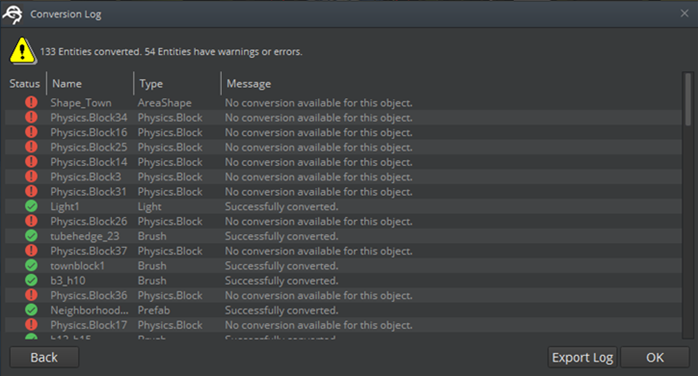 Conversion Log
133 Entities converted. 54 Entities have warnings or errors.
Status Name Type Message
Shape_Town AreaShape No conversion available for this object.
Physics.Block34 Physics.Block No conversion available for this object.
Physics.Block16 Physics.Block No conversion available for this object.
Physics.Block25 Physics.Block No conversion available for this object.
Physics.Block14 Physics.Block No conversion available for this object.
Physics.Block3 Physics.Block No conversion available for this object.
Physics.Block31 Physics.Block No conversion available for this object.
Light1 Light Successfully converted.
Physics.Block26 Physics.Block No conversion available for this object.
tubehedge_23 Brush Successfully converted.
Physics.Block37 Physics.Block No conversion available for this object.
townblock1 Brush Successfully converted.
b3_h10 Brush Successfully converted.
Physics.Block36 Physics.Block No conversion available for this object.
Neighborhood... Prefab Successfully converted.
Physics.Block17 Physics.Block No conversion available for this object.
Brush Successfully converted.
Back Export Log OK